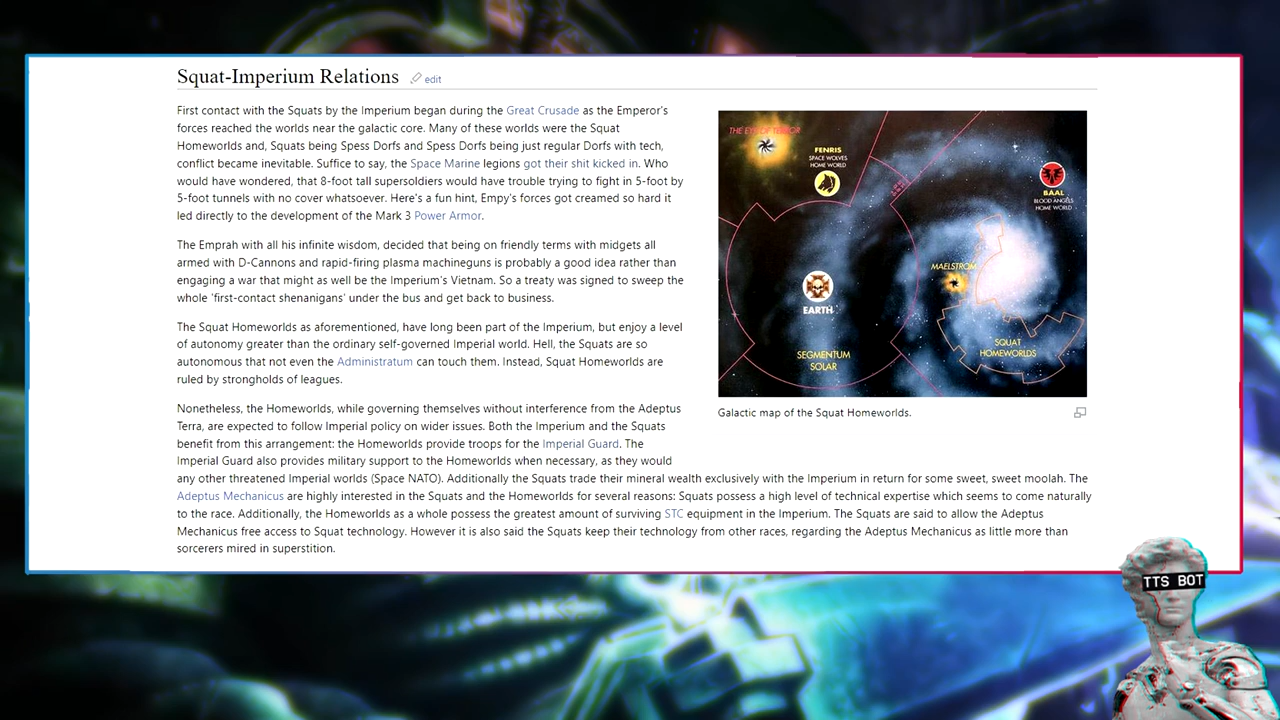 Squat-Imperium Relations edit
First contact with the Squats by the Imperium began during the Great Crusade as the Emperor's
forces reached the worlds near the galactic core. Many of these worlds were the Squat
Homeworlds and, Squats being Spess Dorfs and Spess Dorfs being just regular Dorfs with tech,
conflict became inevitable. Suffice to say, the Space Marine legions got their shit kicked in. Who
would have wondered, that 8-foot tall supersoldiers would have trouble trying to fight in 5-foot by
5-foot tunnels with no cover whatsoever. Here's a fun hint, Empy's forces got creamed so hard it
led directly to the development of the Mark 3 Power Armor.
The Emprah with all his infinite wisdom, decided that being on friendly terms with midgets all
armed with D-Cannons and rapid-firing plasma machineguns is probably a good idea rather than
engaging a war that might as well be the Imperium's Vietnam. So a treaty was signed to sweep the
whole 'first-contact shenanigans' under the bus and get back to business.
The Squat Homeworlds as aforementioned, have long been part of the Imperium, but enjoy a level
of autonomy greater than the ordinary self-governed Imperial world. Hell, the Squats are so
autonomous that not even the Administratum can touch them. Instead, Squat Homeworlds are
ruled by strongholds of leagues.
Nonetheless, the Homeworlds, while governing themselves without interference from the Adeptus
Terra, are expected to follow Imperial policy on wider issues. Both the Imperium and the Squats
benefit from this arrangement: the Homeworlds provide troops for the Imperial Guard. The
Imperial Guard also provides military support to the Homeworlds when necessary, as they would
any other threatened Imperial worlds (Space NATO). Additionally the Squats trade their mineral wealth exclusively with the Imperium in return for some sweet, sweet moolah. The
Adeptus Mechanicus are highly interested in the Squats and the Homeworlds for several reasons: Squats possess a high level of technical expertise which seems to come naturally
to the race. Additionally, the Homeworlds as a whole possess the greatest amount of surviving STC equipment in the Imperium. The Squats are said to allow the Adeptus
Mechanicus free access to Squat technology. However it is also said the Squats keep their technology from other races, regarding the Adeptus Mechanicus as little more than
sorcerers mired in superstition.
THE EYE OF TERROR
FENRIS
SPACE WOLVES
HOME WORLD
BAAL
BLOOD ANGELS
HOME WORLD
MAELSTROM
EARTH
SQUAT
HOMEWORLDS
SEGMENTUM
SOLAR
Galactic map of the Squat Homeworlds.
TTS BOT